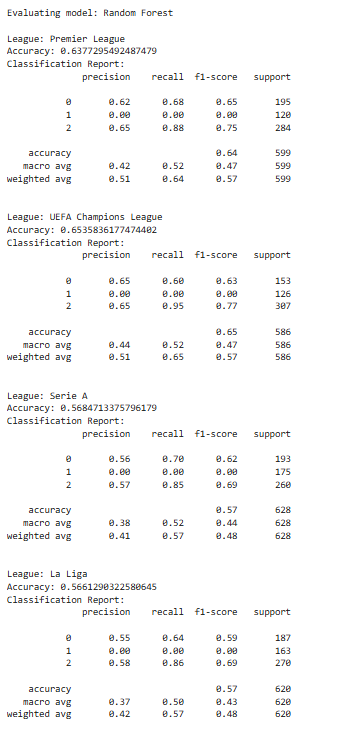 Evaluating model: Random Forest
League: Premier League
Accuracy: 0.6377295492487479
Classification Report:
precision recall f1-score support
0 0.62 0.68 0.65 195
1 0.00 0.00 0.00 120
2 0.65 0.88 0.75 284
accuracy 0.64 599
macro avg 0.42 0.52 0.47 599
weighted avg 0.51 0.64 0.57 599
League: UEFA Champions League
Accuracy: 0.6535836177474402
Classification Report:
precision recall f1-score support
0 0.65 0.60 0.63 153
1 0.00 0.00 0.00 126
2 0.65 0.95 0.77 307
accuracy 0.65 586
macro avg 0.44 0.52 0.47 586
weighted avg 0.51 0.65 0.57 586
League: Serie A
Accuracy: 0.5684713375796179
Classification Report:
precision recall f1-score support
0 0.56 0.70 0.62 193
1 0.00 0.00 0.00 175
2 0.57 0.85 0.69 260
accuracy 0.57 628
macro avg 0.38 0.52 0.44 628
weighted avg 0.41 0.57 0.48 628
League: La Liga
Accuracy: 0.5661290322580645
Classification Report:
precision recall f1-score support
0 0.55 0.64 0.59 187
1 0.00 0.00 0.00 163
2 0.58 0.86 0.69 270
accuracy 0.57 620
macro avg 0.37 0.50 0.43 620
weighted avg 0.42 0.57 0.48 620